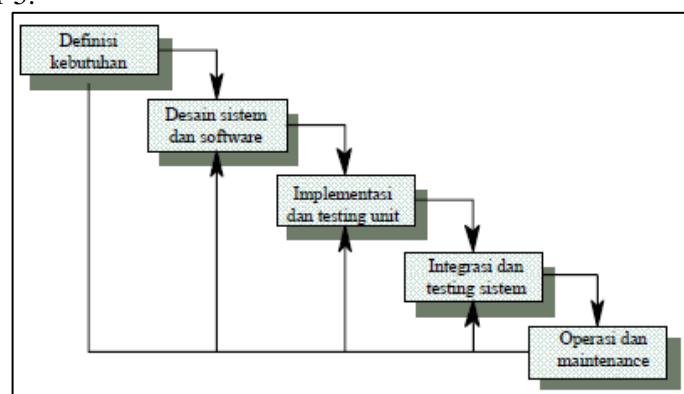 Definisi
kebutuhan
Desain sistem
dan software
Implementasi
dan testing unit
Integrasi dan
testing sistem
Operasi dan
maintenance